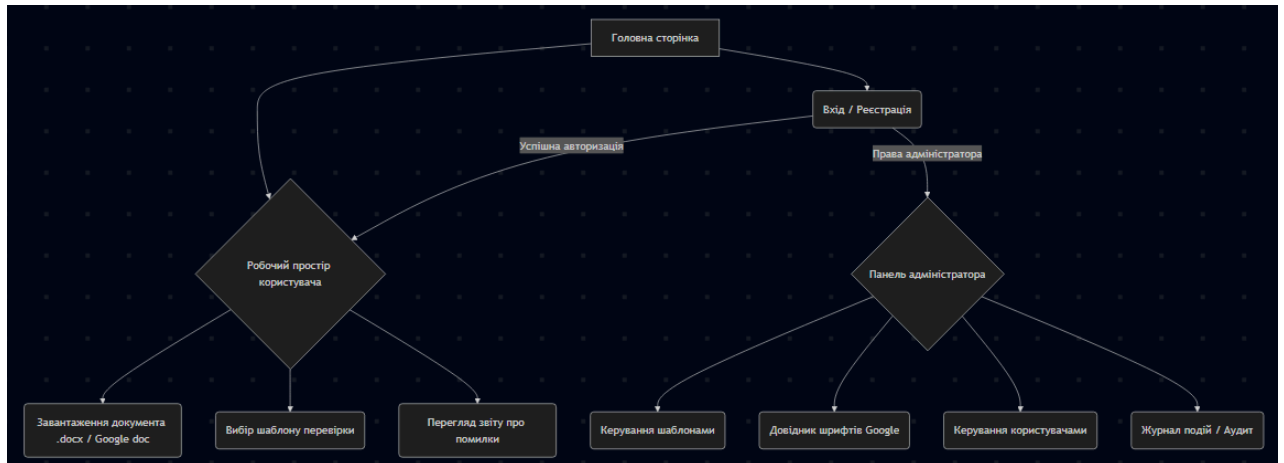 Головна сторінка
Вхід / Реєстрація
Успішна авторизація
Права адміністратора
Робочий простір
користувача
Панель адміністратора
Завантаження документа
.docx / Google doc
Вибір шаблону перевірки
Перегляд звіту про
помилки
Керування шаблонами
Довідник шрифтів Google
Керування користувачами
Журнал подій / Аудит